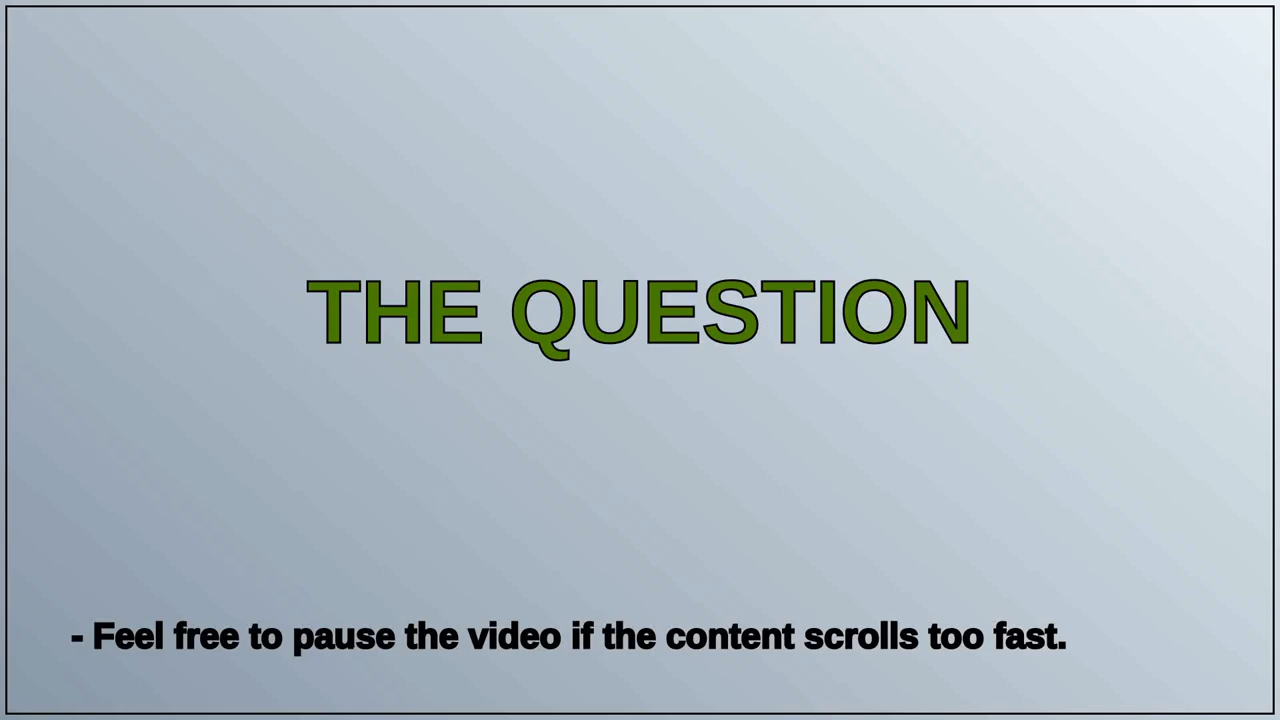 THE QUESTION
- Feel free to pause the video if the content scrolls too fast.